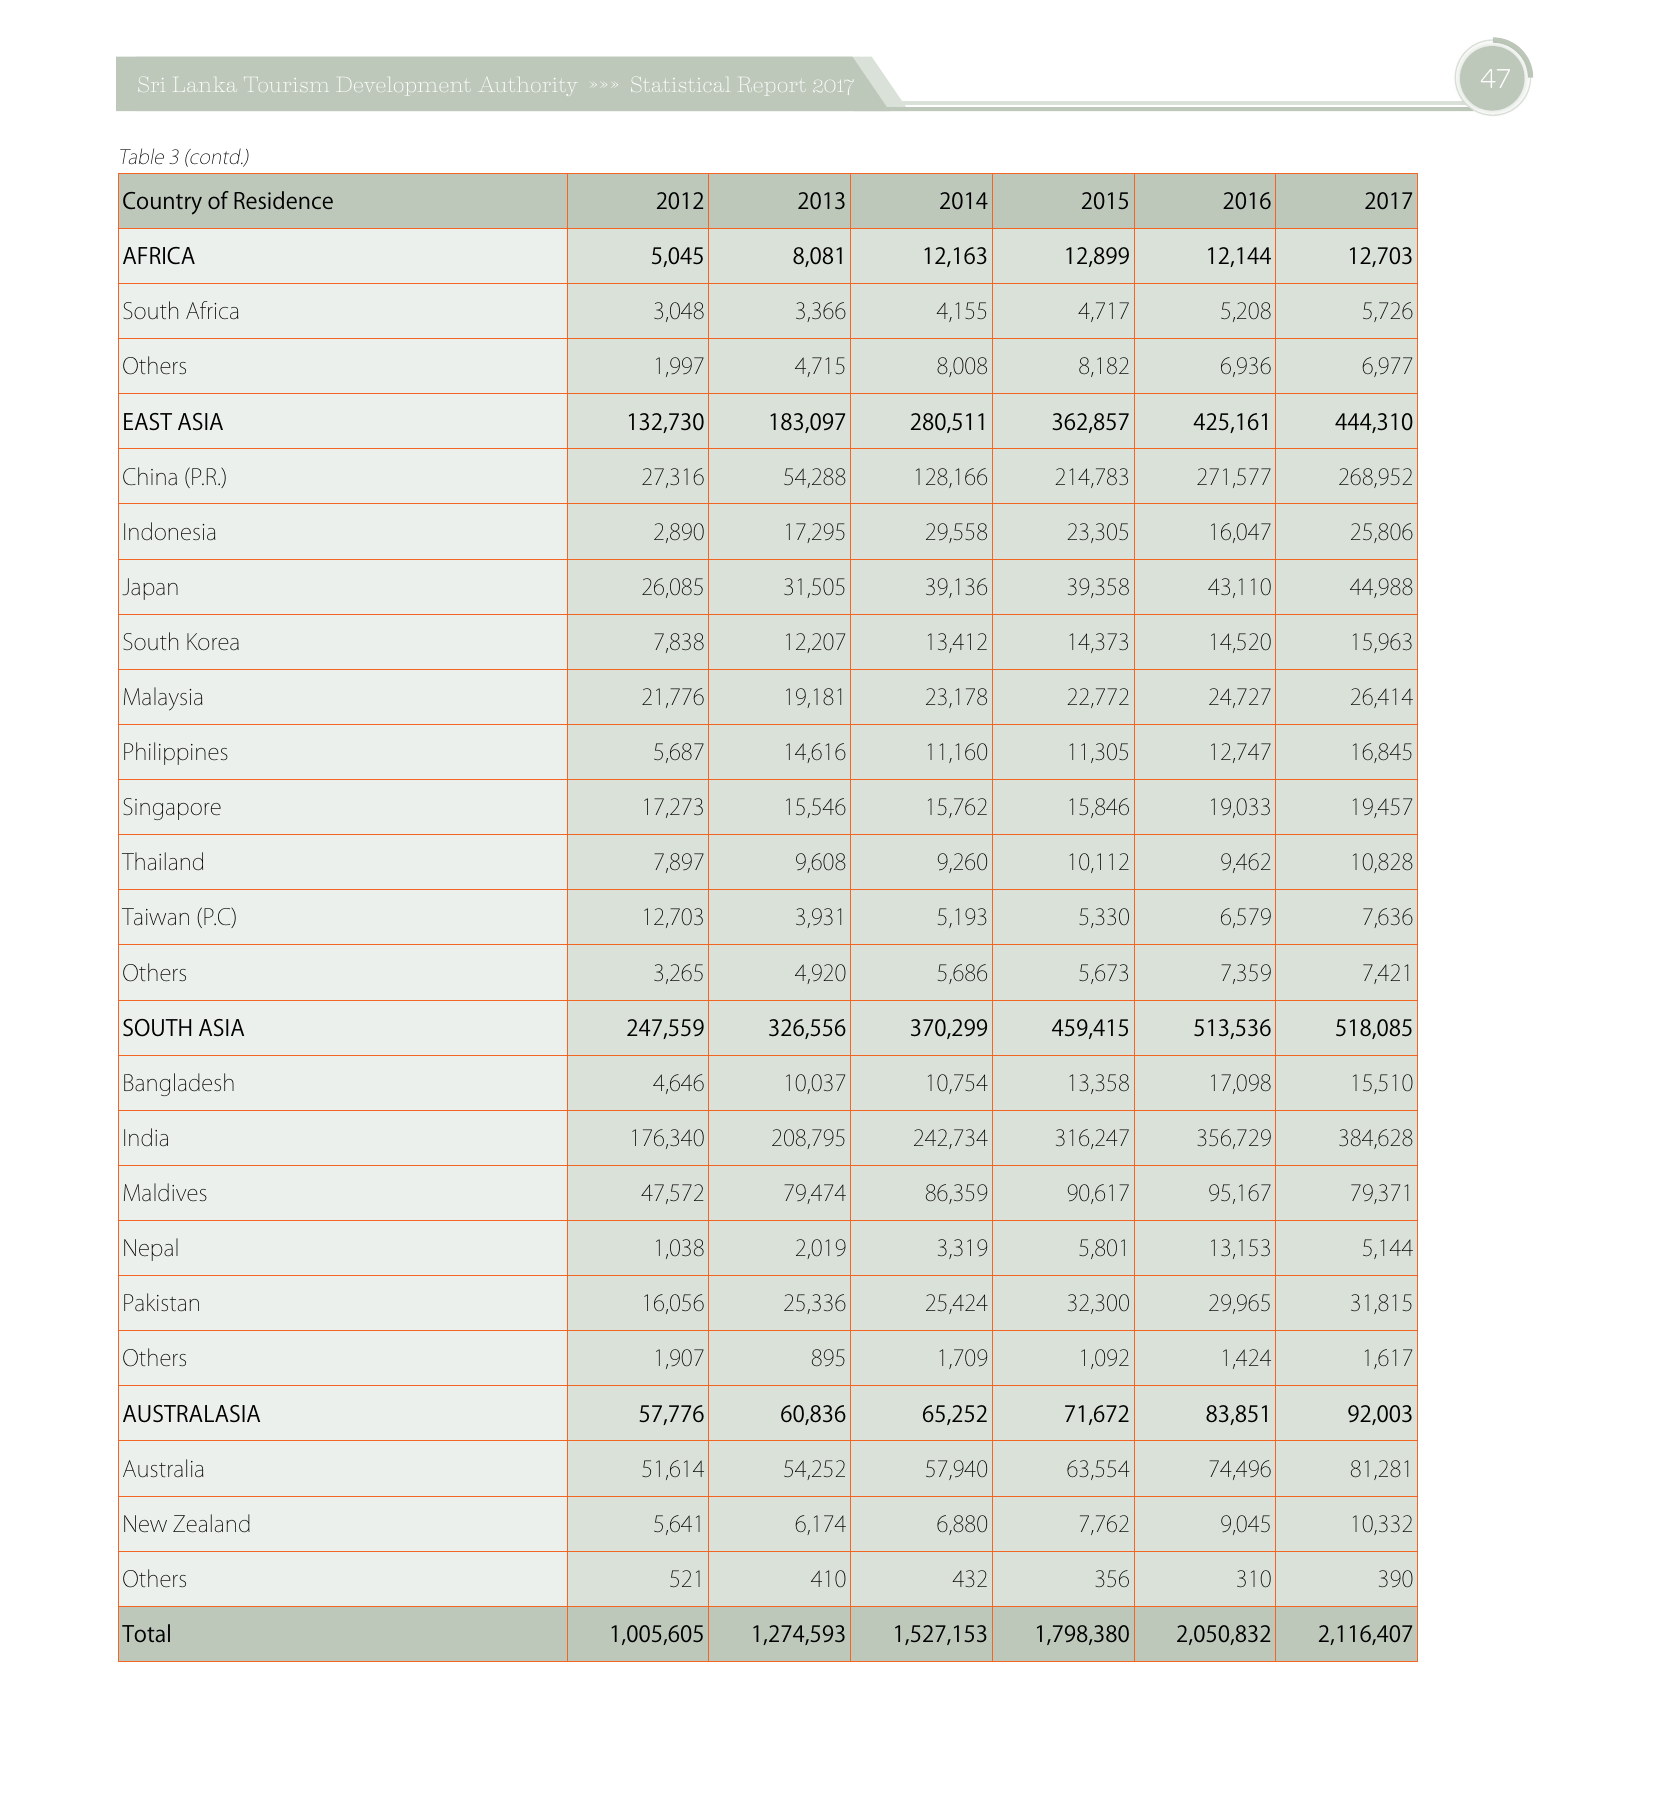 Sri Lanka Tourism Development Authority »»» Statistical Report 2017
47
Table 3 (contd.)
Country of Residence 2012 2013 2014 2015 2016 2017
AFRICA 5,045 8,081 12,163 12,899 12,144 12,703
South Africa 3,048 3,366 4,155 4,717 5,208 5,726
Others 1,997 4,715 8,008 8,182 6,936 6,977
EAST ASIA 132,730 183,097 280,511 362,857 425,161 444,310
China (P.R.) 27,316 54,288 128,166 214,783 271,577 268,952
Indonesia 2,890 17,295 29,558 23,305 16,047 25,806
Japan 26,085 31,505 39,136 39,358 43,110 44,988
South Korea 7,838 12,207 13,412 14,373 14,520 15,963
Malaysia 21,776 19,181 23,178 22,772 24,727 26,414
Philippines 5,687 14,616 11,160 11,305 12,747 16,845
Singapore 17,273 15,546 15,762 15,846 19,033 19,457
Thailand 7,897 9,608 9,260 10,112 9,462 10,828
Taiwan (P.C) 12,703 3,931 5,193 5,330 6,579 7,636
Others 3,265 4,920 5,686 5,673 7,359 7,421
SOUTH ASIA 247,559 326,556 370,299 459,415 513,536 518,085
Bangladesh 4,646 10,037 10,754 13,358 17,098 15,510
India 176,340 208,795 242,734 316,247 356,729 384,628
Maldives 47,572 79,474 86,359 90,617 95,167 79,371
Nepal 1,038 2,019 3,319 5,801 13,153 5,144
Pakistan 16,056 25,336 25,424 32,300 29,965 31,815
Others 1,907 895 1,709 1,092 1,424 1,617
AUSTRALASIA 57,776 60,836 65,252 71,672 83,851 92,003
Australia 51,614 54,252 57,940 63,554 74,496 81,281
New Zealand 5,641 6,174 6,880 7,762 9,045 10,332
Others 521 410 432 356 310 390
Total 1,005,605 1,274,593 1,527,153 1,798,380 2,050,832 2,116,407